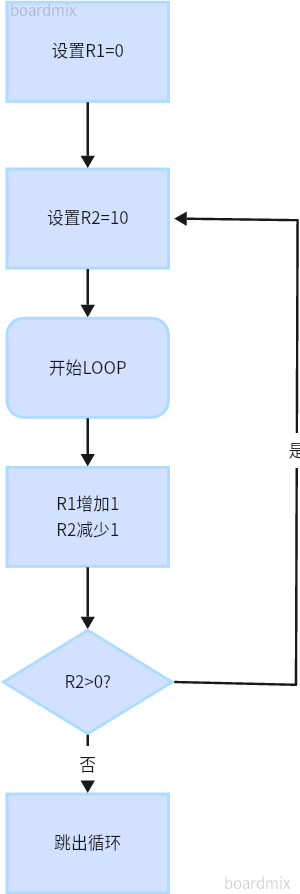 boardmix
设置R1=0
设置R2=10
开始LOOP
是
R1增加1
R2减少1
R2>0?
否
跳出循环
boardmix